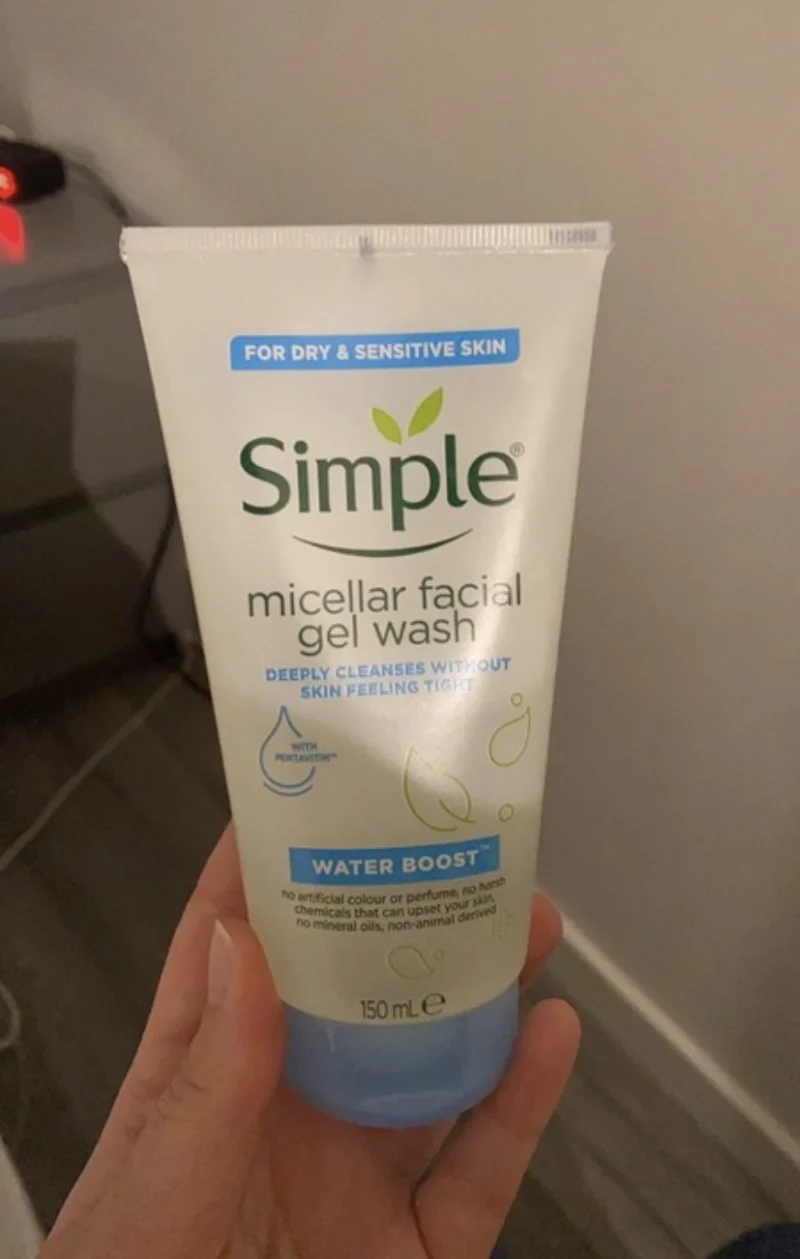 FOR DRY & SENSITIVE SKIN
Simple®
micellar facial
gel wash
DEEPLY CLEANSES WITHOUT
SKIN FEELING TIGHT
WITH
PENTAVITIN™
WATER BOOST™
no artificial colour or perfume, no harsh
chemicals that can upset your skin,
no mineral oils, non-animal derived
150 mL ℮